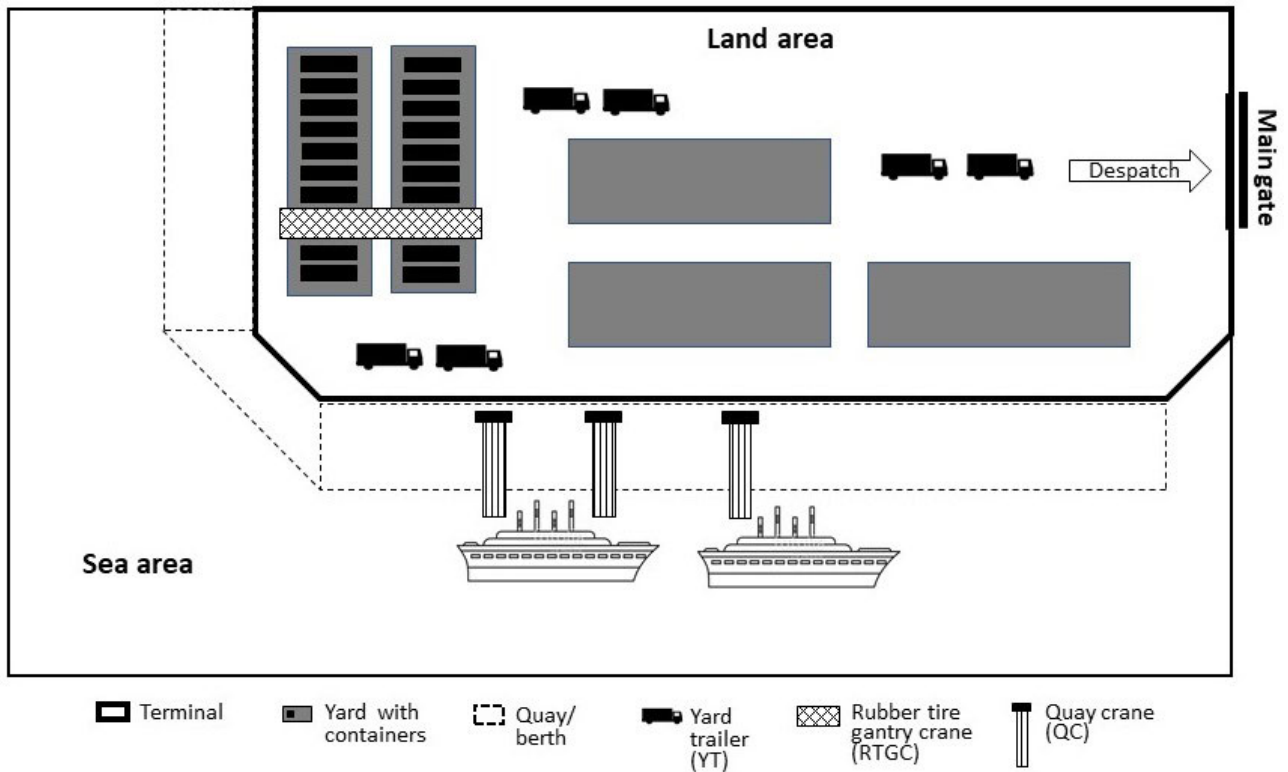 Land area
Main gate
Despatch
Sea area
Terminal
Yard with
containers
Quay/
berth
Yard
trailer
(YT)
Rubber tire
gantry crane
(RTGC)
Quay crane
(QC)